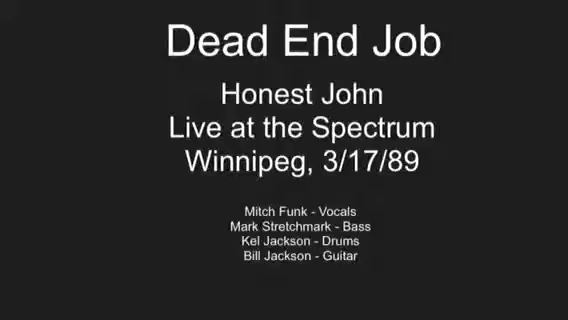 Dead End Job
Honest John
Live at the Spectrum
Winnipeg, 3/17/89
Mitch Funk - Vocals
Mark Stretchmark - Bass
Kel Jackson - Drums
Bill Jackson - Guitar